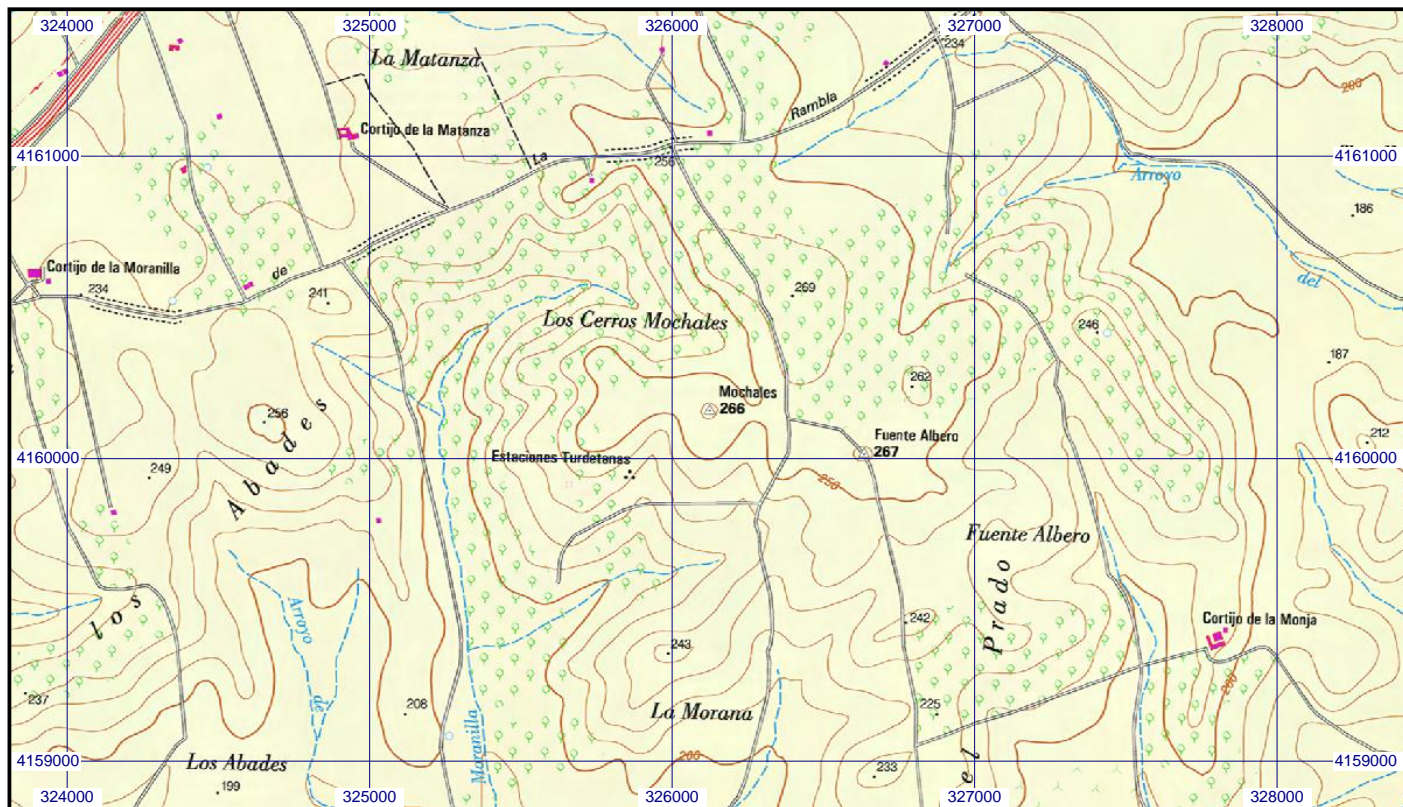 324000 325000 326000 327000 328000
La Matanza
234
Rambla
200
Cortijo de la Matanza
La
256
4161000 4161000
Arroyo
186
Cortijo de la Moranilla
de
234
241
269
del
Los Cerros Mochales
246
187
262
Mochales
266
256
Abades
Fuente Albero
267
212
Estaciones Turdetanas
4160000 4160000
249
250
Fuente Albero
Prado
los
Arroyo
242
Cortijo de la Monja
243
237
de
208
La Morana
225
200
Moranilla
200
Los Abades
el
233
4159000 4159000
199
324000 325000 326000 327000 328000